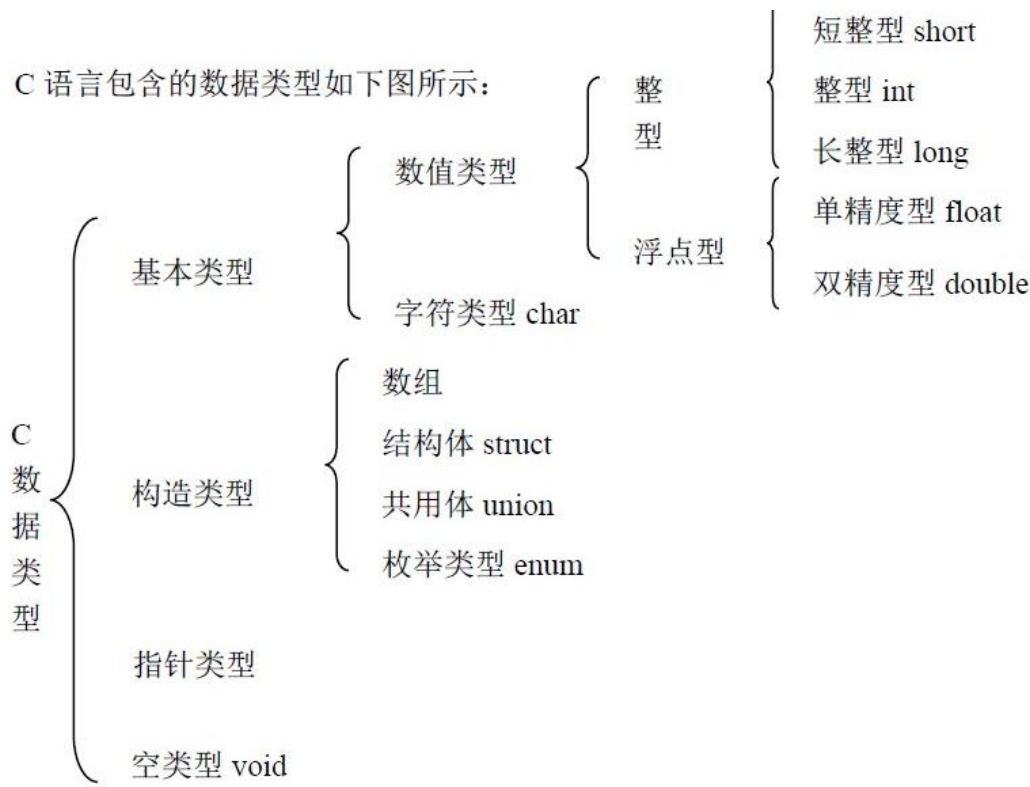 C 语言包含的数据类型如下图所示：
C数据类型
基本类型
数值类型
整型
短整型 short
整型 int
长整型 long
浮点型
单精度型 float
双精度型 double
字符类型 char
构造类型
数组
结构体 struct
共用体 union
枚举类型 enum
指针类型
空类型 void